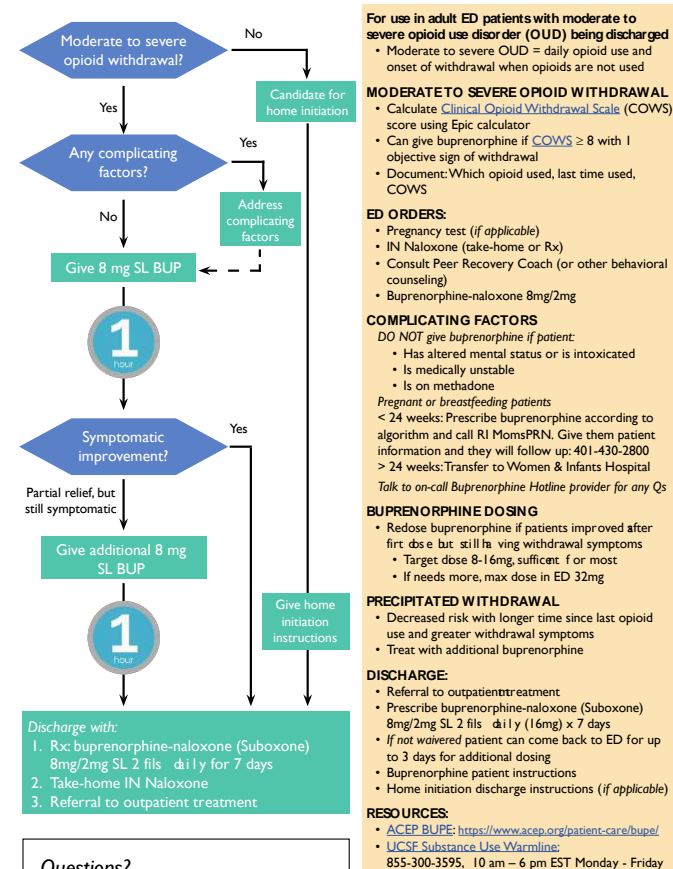 Moderate to severe
opioid withdrawal?
No
Candidate for
home initiation
Yes
Any complicating
factors?
Yes
Address
complicating
factors
No
Give 8 mg SL BUP
1
hour
Symptomatic
improvement?
Yes
Partial relief, but
still symptomatic
Give additional 8 mg
SL BUP
1
hour
Give home
initiation
instructions
Discharge with:
1. Rx: buprenorphine-naloxone (Suboxone)
8mg/2mg SL 2 fils daily for 7 days
2. Take-home IN Naloxone
3. Referral to outpatient treatment
Questions?
For use in adult ED patients with moderate to
severe opioid use disorder (OUD) being discharged
• Moderate to severe OUD = daily opioid use and
onset of withdrawal when opioids are not used
MODERATE TO SEVERE OPIOID WITHDRAWAL
• Calculate Clinical Opioid Withdrawal Scale (COWS)
score using Epic calculator
• Can give buprenorphine if COWS ≥ 8 with 1
objective sign of withdrawal
• Document: Which opioid used, last time used,
COWS
ED ORDERS:
• Pregnancy test (if applicable)
• IN Naloxone (take-home or Rx)
• Consult Peer Recovery Coach (or other behavioral
counseling)
• Buprenorphine-naloxone 8mg/2mg
COMPLICATING FACTORS
DO NOT give buprenorphine if patient:
• Has altered mental status or is intoxicated
• Is medically unstable
• Is on methadone
Pregnant or breastfeeding patients
< 24 weeks: Prescribe buprenorphine according to
algorithm and call RI MomsPRN. Give them patient
information and they will follow up: 401-430-2800
> 24 weeks: Transfer to Women & Infants Hospital
Talk to on-call Buprenorphine Hotline provider for any Qs
BUPRENORPHINE DOSING
• Redose buprenorphine if patients improved after
firt dose but still having withdrawal symptoms
• Target dose 8-16mg, sufficent for most
• If needs more, max dose in ED 32mg
PRECIPITATED WITHDRAWAL
• Decreased risk with longer time since last opioid
use and greater withdrawal symptoms
• Treat with additional buprenorphine
DISCHARGE:
• Referral to outpatient treatment
• Prescribe buprenorphine-naloxone (Suboxone)
8mg/2mg SL 2 fils daily (16mg) x 7 days
• If not waivered patient can come back to ED for up
to 3 days for additional dosing
• Buprenorphine patient instructions
• Home initiation discharge instructions (if applicable)
RESOURCES:
• ACEP BUPE: https://www.acep.org/patient-care/bupe/
• UCSF Substance Use Warmline:
855-300-3595, 10 am – 6 pm EST Monday - Friday